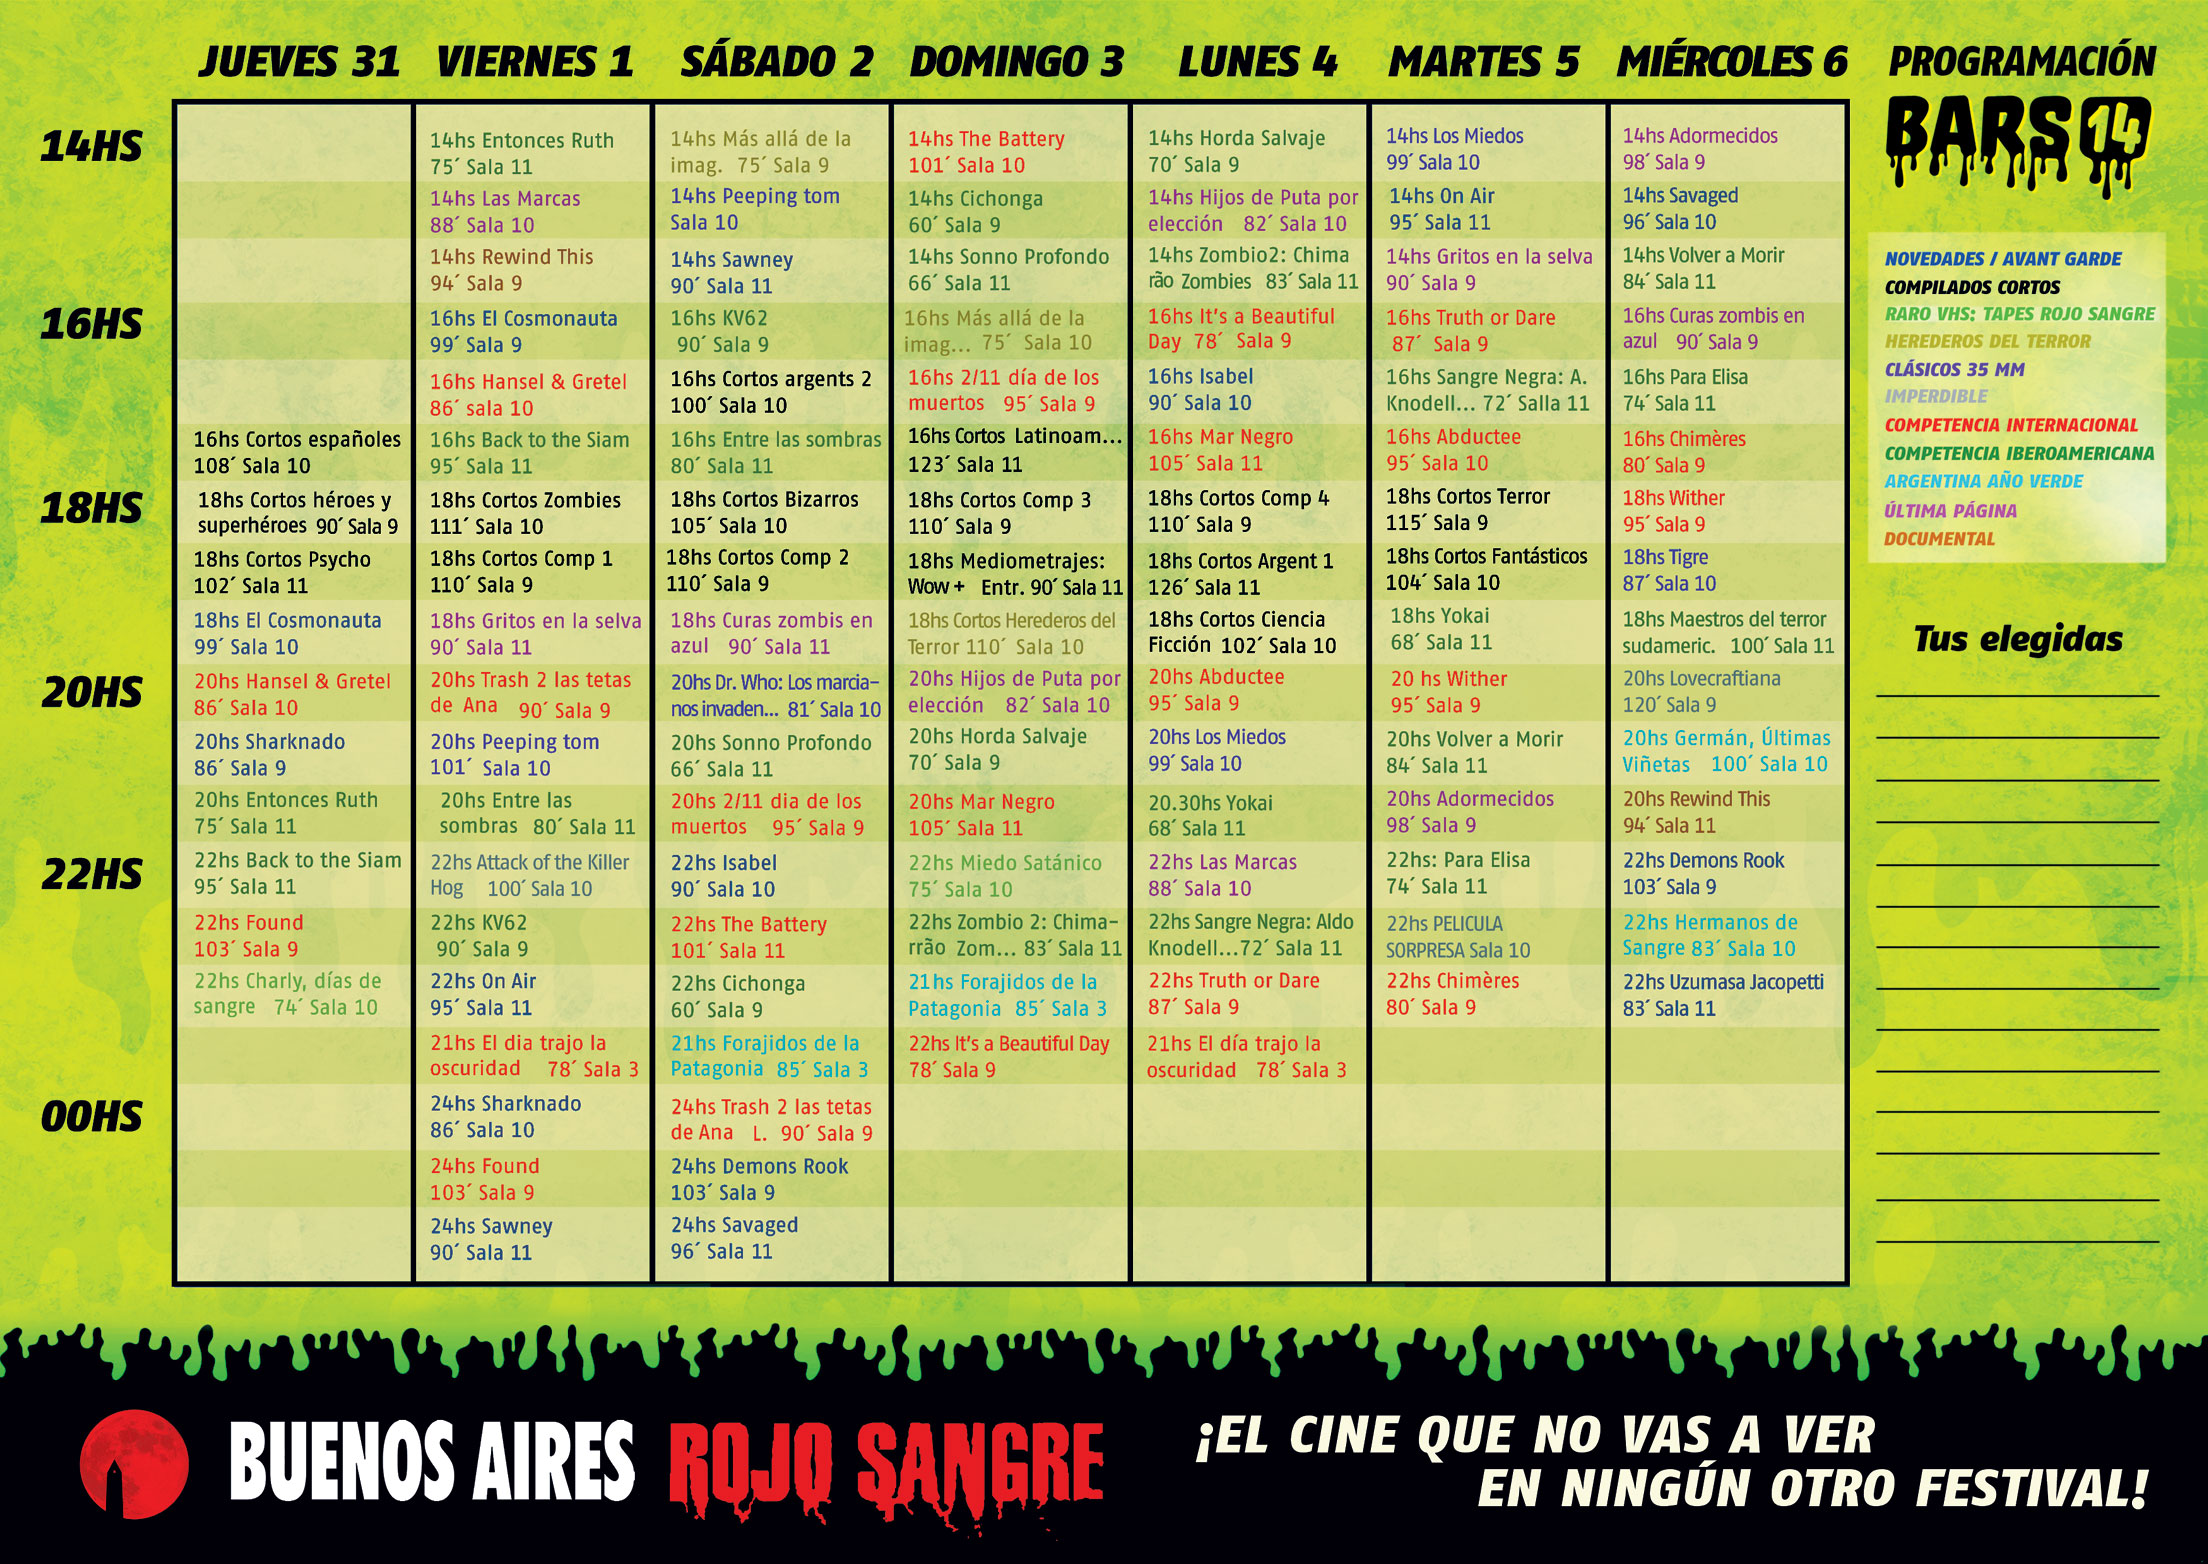 JUEVES 31
VIERNES 1
SÁBADO 2
DOMINGO 3
LUNES 4
MARTES 5
MIÉRCOLES 6
14HS
16HS
18HS
20HS
22HS
00HS
16hs Cortos españoles
108´ Sala 10
18hs Cortos héroes y
superhéroes 90´ Sala 9
18hs Cortos Psycho
102´ Sala 11
18hs El Cosmonauta
99´ Sala 10
20hs Hansel & Gretel
86´ Sala 10
20hs Sharknado
86´ Sala 9
20hs Entonces Ruth
75´ Sala 11
22hs Back to the Siam
95´ Sala 11
22hs Found
103´ Sala 9
22hs Charly, días de
sangre 74´ Sala 10
14hs Entonces Ruth
75´ Sala 11
14hs Las Marcas
88´ Sala 10
14hs Rewind This
94´ Sala 9
16hs El Cosmonauta
99´ Sala 9
16hs Hansel & Gretel
86´ sala 10
16hs Back to the Siam
95´ Sala 11
18hs Cortos Zombies
111´ Sala 10
18hs Cortos Comp 1
110´ Sala 9
18hs Gritos en la selva
90´ Sala 11
20hs Trash 2 las tetas
de Ana 90´ Sala 9
20hs Peeping tom
101´ Sala 10
20hs Entre las
sombras 80´ Sala 11
22hs Attack of the Killer
Hog 100´ Sala 10
22hs KV62
90´ Sala 9
22hs On Air
95´ Sala 11
21hs El dia trajo la
oscuridad 78´ Sala 3
24hs Sharknado
86´ Sala 10
24hs Found
103´ Sala 9
24hs Sawney
90´ Sala 11
14hs Más allá de la
imag. 75´ Sala 9
14hs Peeping tom
Sala 10
14hs Sawney
90´ Sala 11
16hs KV62
90´ Sala 9
16hs Cortos argents 2
100´ Sala 10
16hs Entre las sombras
80´ Sala 11
18hs Cortos Bizarros
105´ Sala 10
18hs Cortos Comp 2
110´ Sala 9
18hs Curas zombis en
azul 90´ Sala 11
20hs Dr. Who: Los marcia-
nos invaden... 81´ Sala 10
20hs Sonno Profondo
66´ Sala 11
20hs 2/11 dia de los
muertos 95´ Sala 9
22hs Isabel
90´ Sala 10
22hs The Battery
101´ Sala 11
22hs Cichonga
60´ Sala 9
21hs Forajidos de la
Patagonia 85´ Sala 3
24hs Trash 2 las tetas
de Ana L. 90´ Sala 9
24hs Demons Rook
103´ Sala 9
24hs Savaged
96´ Sala 11
14hs The Battery
101´ Sala 10
14hs Cichonga
60´ Sala 9
14hs Sonno Profondo
66´ Sala 11
16hs Más allá de la
imag... 75´ Sala 10
16hs 2/11 día de los
muertos 95´ Sala 9
16hs Cortos Latinoam...
123´ Sala 11
18hs Cortos Comp 3
110´ Sala 9
18hs Mediometrajes:
Wow + Entr. 90´ Sala 11
18hs Cortos Herederos del
Terror 110´ Sala 10
20hs Hijos de Puta por
elección 82´ Sala 10
20hs Horda Salvaje
70´ Sala 9
20hs Mar Negro
105´ Sala 11
22hs Miedo Satánico
75´ Sala 10
22hs Zombio 2: Chima-
rrão Zom... 83´ Sala 11
21hs Forajidos de la
Patagonia 85´ Sala 3
22hs It's a Beautiful Day
78´ Sala 9
14hs Horda Salvaje
70´ Sala 9
14hs Hijos de Puta por
elección 82´ Sala 10
14hs Zombio2: Chima
rão Zombies 83´ Sala 11
16hs It's a Beautiful
Day 78´ Sala 9
16hs Isabel
90´ Sala 10
16hs Mar Negro
105´ Sala 11
18hs Cortos Comp 4
110´ Sala 9
18hs Cortos Argent 1
126´ Sala 11
18hs Cortos Ciencia
Ficción 102´ Sala 10
20hs Abductee
95´ Sala 9
20hs Los Miedos
99´ Sala 10
20.30hs Yokai
68´ Sala 11
22hs Las Marcas
88´ Sala 10
22hs Sangre Negra: Aldo
Knodell...72´ Sala 11
22hs Truth or Dare
87´ Sala 9
21hs El día trajo la
oscuridad 78´ Sala 3
14hs Los Miedos
99´ Sala 10
14hs On Air
95´ Sala 11
14hs Gritos en la selva
90´ Sala 9
16hs Truth or Dare
87´ Sala 9
16hs Sangre Negra: A.
Knodell... 72´ Salla 11
16hs Abductee
95´ Sala 10
18hs Cortos Terror
115´ Sala 9
18hs Cortos Fantásticos
104´ Sala 10
18hs Yokai
68´ Sala 11
20 hs Wither
95´ Sala 9
20hs Volver a Morir
84´ Sala 11
20hs Adormecidos
98´ Sala 9
22hs: Para Elisa
74´ Sala 11
22hs PELICULA
SORPRESA Sala 10
22hs Chimères
80´ Sala 9
14hs Adormecidos
98´ Sala 9
14hs Savaged
96´ Sala 10
14hs Volver a Morir
84´ Sala 11
16hs Curas zombis en
azul 90´ Sala 9
16hs Para Elisa
74´ Sala 11
16hs Chimères
80´ Sala 9
18hs Wither
95´ Sala 9
18hs Tigre
87´ Sala 10
18hs Maestros del terror
sudameric. 100´ Sala 11
20hs Lovecraftiana
120´ Sala 9
20hs Germán, Últimas
Viñetas 100´ Sala 10
20hs Rewind This
94´ Sala 11
22hs Demons Rook
103´ Sala 9
22hs Hermanos de
Sangre 83´ Sala 10
22hs Uzumasa Jacopetti
83´ Sala 11
PROGRAMACIÓN
BARS 14
NOVEDADES / AVANT GARDE
COMPILADOS CORTOS
RARO VHS: TAPES ROJO SANGRE
HEREDEROS DEL TERROR
CLÁSICOS 35 MM
IMPERDIBLE
COMPETENCIA INTERNACIONAL
COMPETENCIA IBEROAMERICANA
ARGENTINA AÑO VERDE
ÚLTIMA PÁGINA
DOCUMENTAL
Tus elegidas
BUENOS AIRES ROJO SANGRE
¡EL CINE QUE NO VAS A VER
EN NINGÚN OTRO FESTIVAL!